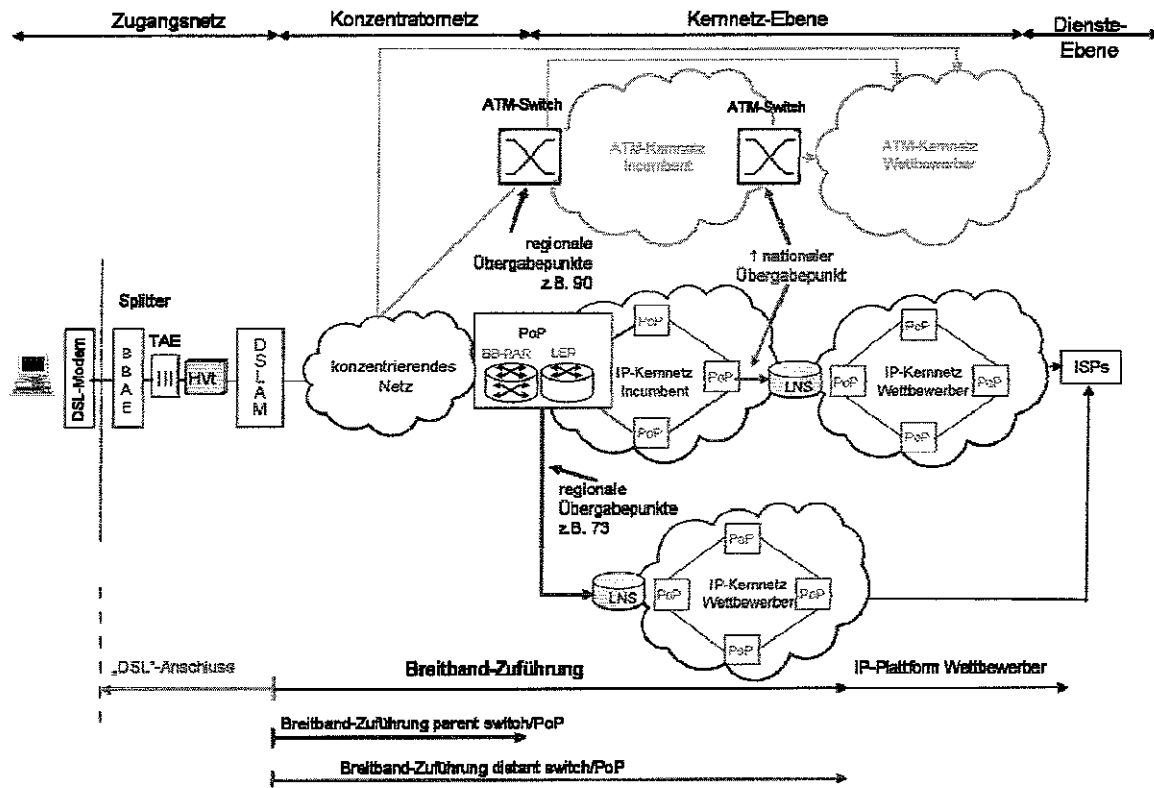 Zugangsnetz
Konzentratornetz
Kernnetz-Ebene
Dienste-
Ebene
ATM-Switch
ATM-Switch
ATM-Kernnetz
Incumbent
ATM-Kernnetz
Wettbewerber
regionale
Übergabepunkte
z.B. 90
1 nationaler
Übergabepunkt
Splitter
DSL-Modem
BBAE
TAE
HVt
DSLAM
konzentrierendes
Netz
PoP
BB-RAR
LER
PoP
PoP
PoP
IP-Kernnetz
Incumbent
LNS
PoP
PoP
PoP
PoP
IP-Kernnetz
Wettbewerber
ISPs
regionale
Übergabepunkte
z.B. 73
LNS
PoP
PoP
PoP
PoP
IP-Kernnetz
Wettbewerber
„DSL“-Anschluss
Breitband-Zuführung
IP-Plattform Wettbewerber
Breitband-Zuführung parent switch/PoP
Breitband-Zuführung distant switch/PoP